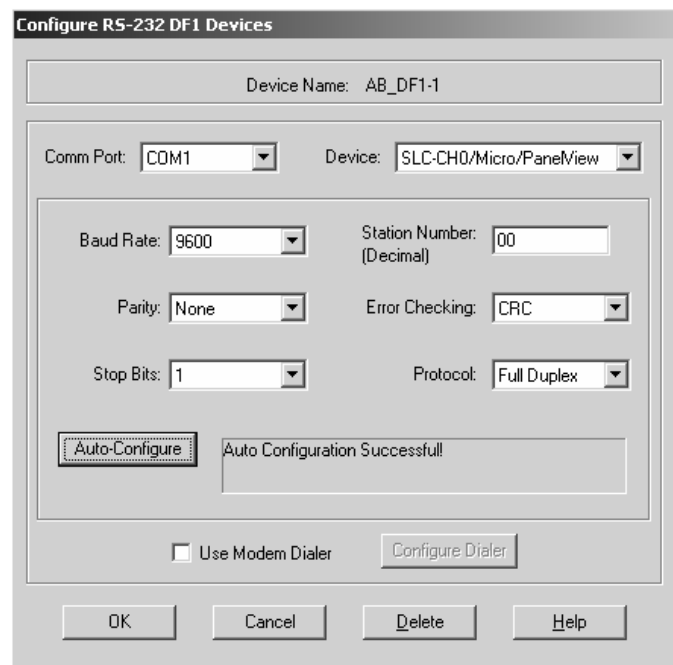 Configure RS-232 DF1 Devices
Device Name: AB_DF1-1
Comm Port: COM1 Device: SLC-CH0/Micro/PanelView
Baud Rate: 9600 Station Number: 00
(Decimal)
Parity: None Error Checking: CRC
Stop Bits: 1 Protocol: Full Duplex
Auto-Configure Auto Configuration Successful!
Use Modem Dialer Configure Dialer
OK Cancel Delete Help